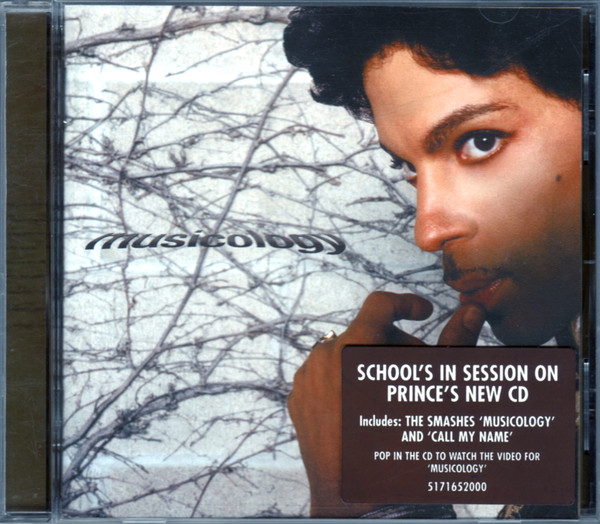 musicology
SCHOOL'S IN SESSION ON
PRINCE'S NEW CD
Includes: THE SMASHES 'MUSICOLOGY'
AND 'CALL MY NAME'
POP IN THE CD TO WATCH THE VIDEO FOR
'MUSICOLOGY'
5171652000